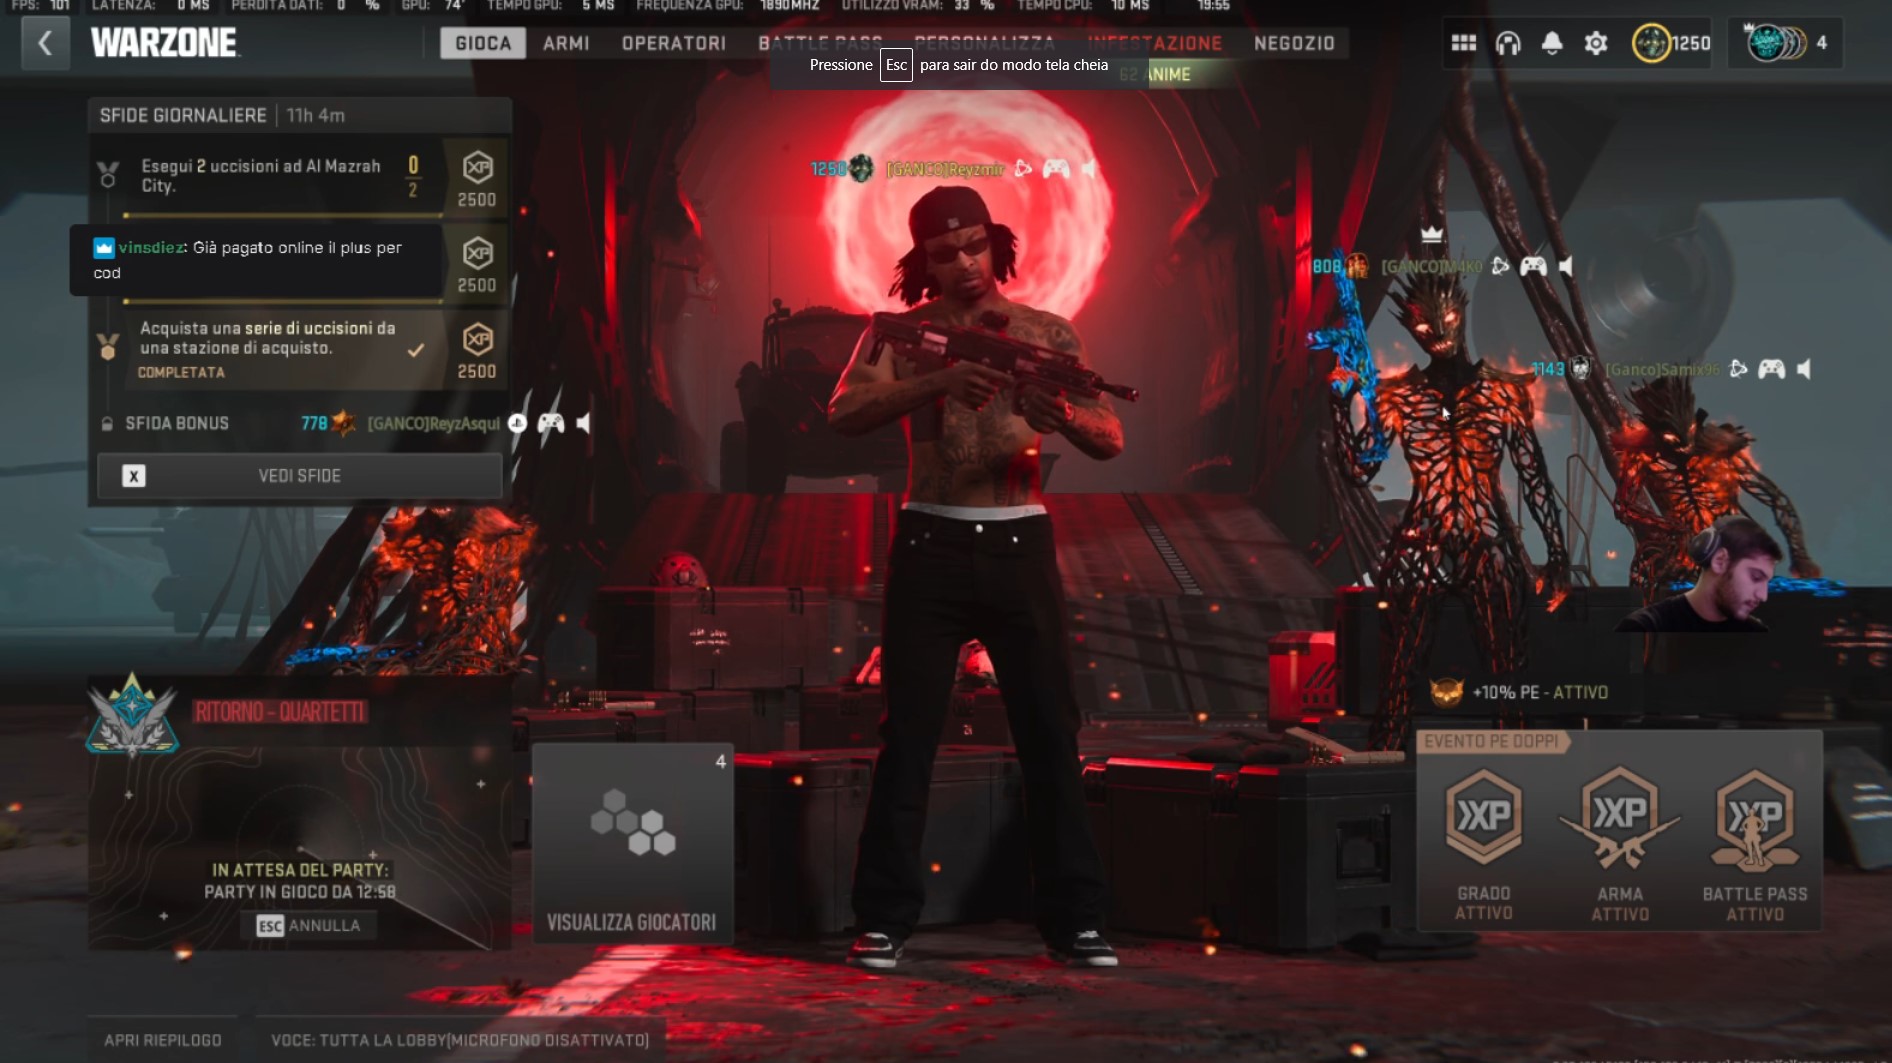 FPS: 101 LATENZA: 0 MS PERDITA DATI: 0 % GPU: 74° TEMPO GPU: 5 MS FREQUENZA GPU: 1890MHZ UTILIZZO VRAM: 33 % TEMPO CPU: 10 MS 19:55
WARZONE
GIOCA ARMI OPERATORI BATTLE PASS PERSONALIZZA INFESTAZIONE NEGOZIO
1250 4
Pressione Esc para sair do modo tela cheia
62 ANIME
SFIDE GIORNALIERE 11h 4m
Esegui 2 uccisioni ad Al Mazrah
City.
0
2
XP
2500
vinsdiez: Già pagato online il plus per
cod
XP
2500
Acquista una serie di uccisioni da
una stazione di acquisto.
COMPLETATA
XP
2500
SFIDA BONUS
X VEDI SFIDE
778 [GANCO]ReyzAsqui
1250 [GANCO]Reyzmir
808 [GANCO]M4K0
1143 [Ganco]Samix96
RITORNO - QUARTETTI
IN ATTESA DEL PARTY:
PARTY IN GIOCO DA 12:58
ESC ANNULLA
4
VISUALIZZA GIOCATORI
+10% PE - ATTIVO
EVENTO PE DOPPI
XP XP XP
GRADO ARMA BATTLE PASS
ATTIVO ATTIVO ATTIVO
APRI RIEPILOGO VOCE: TUTTA LA LOBBY[MICROFONO DISATTIVATO]